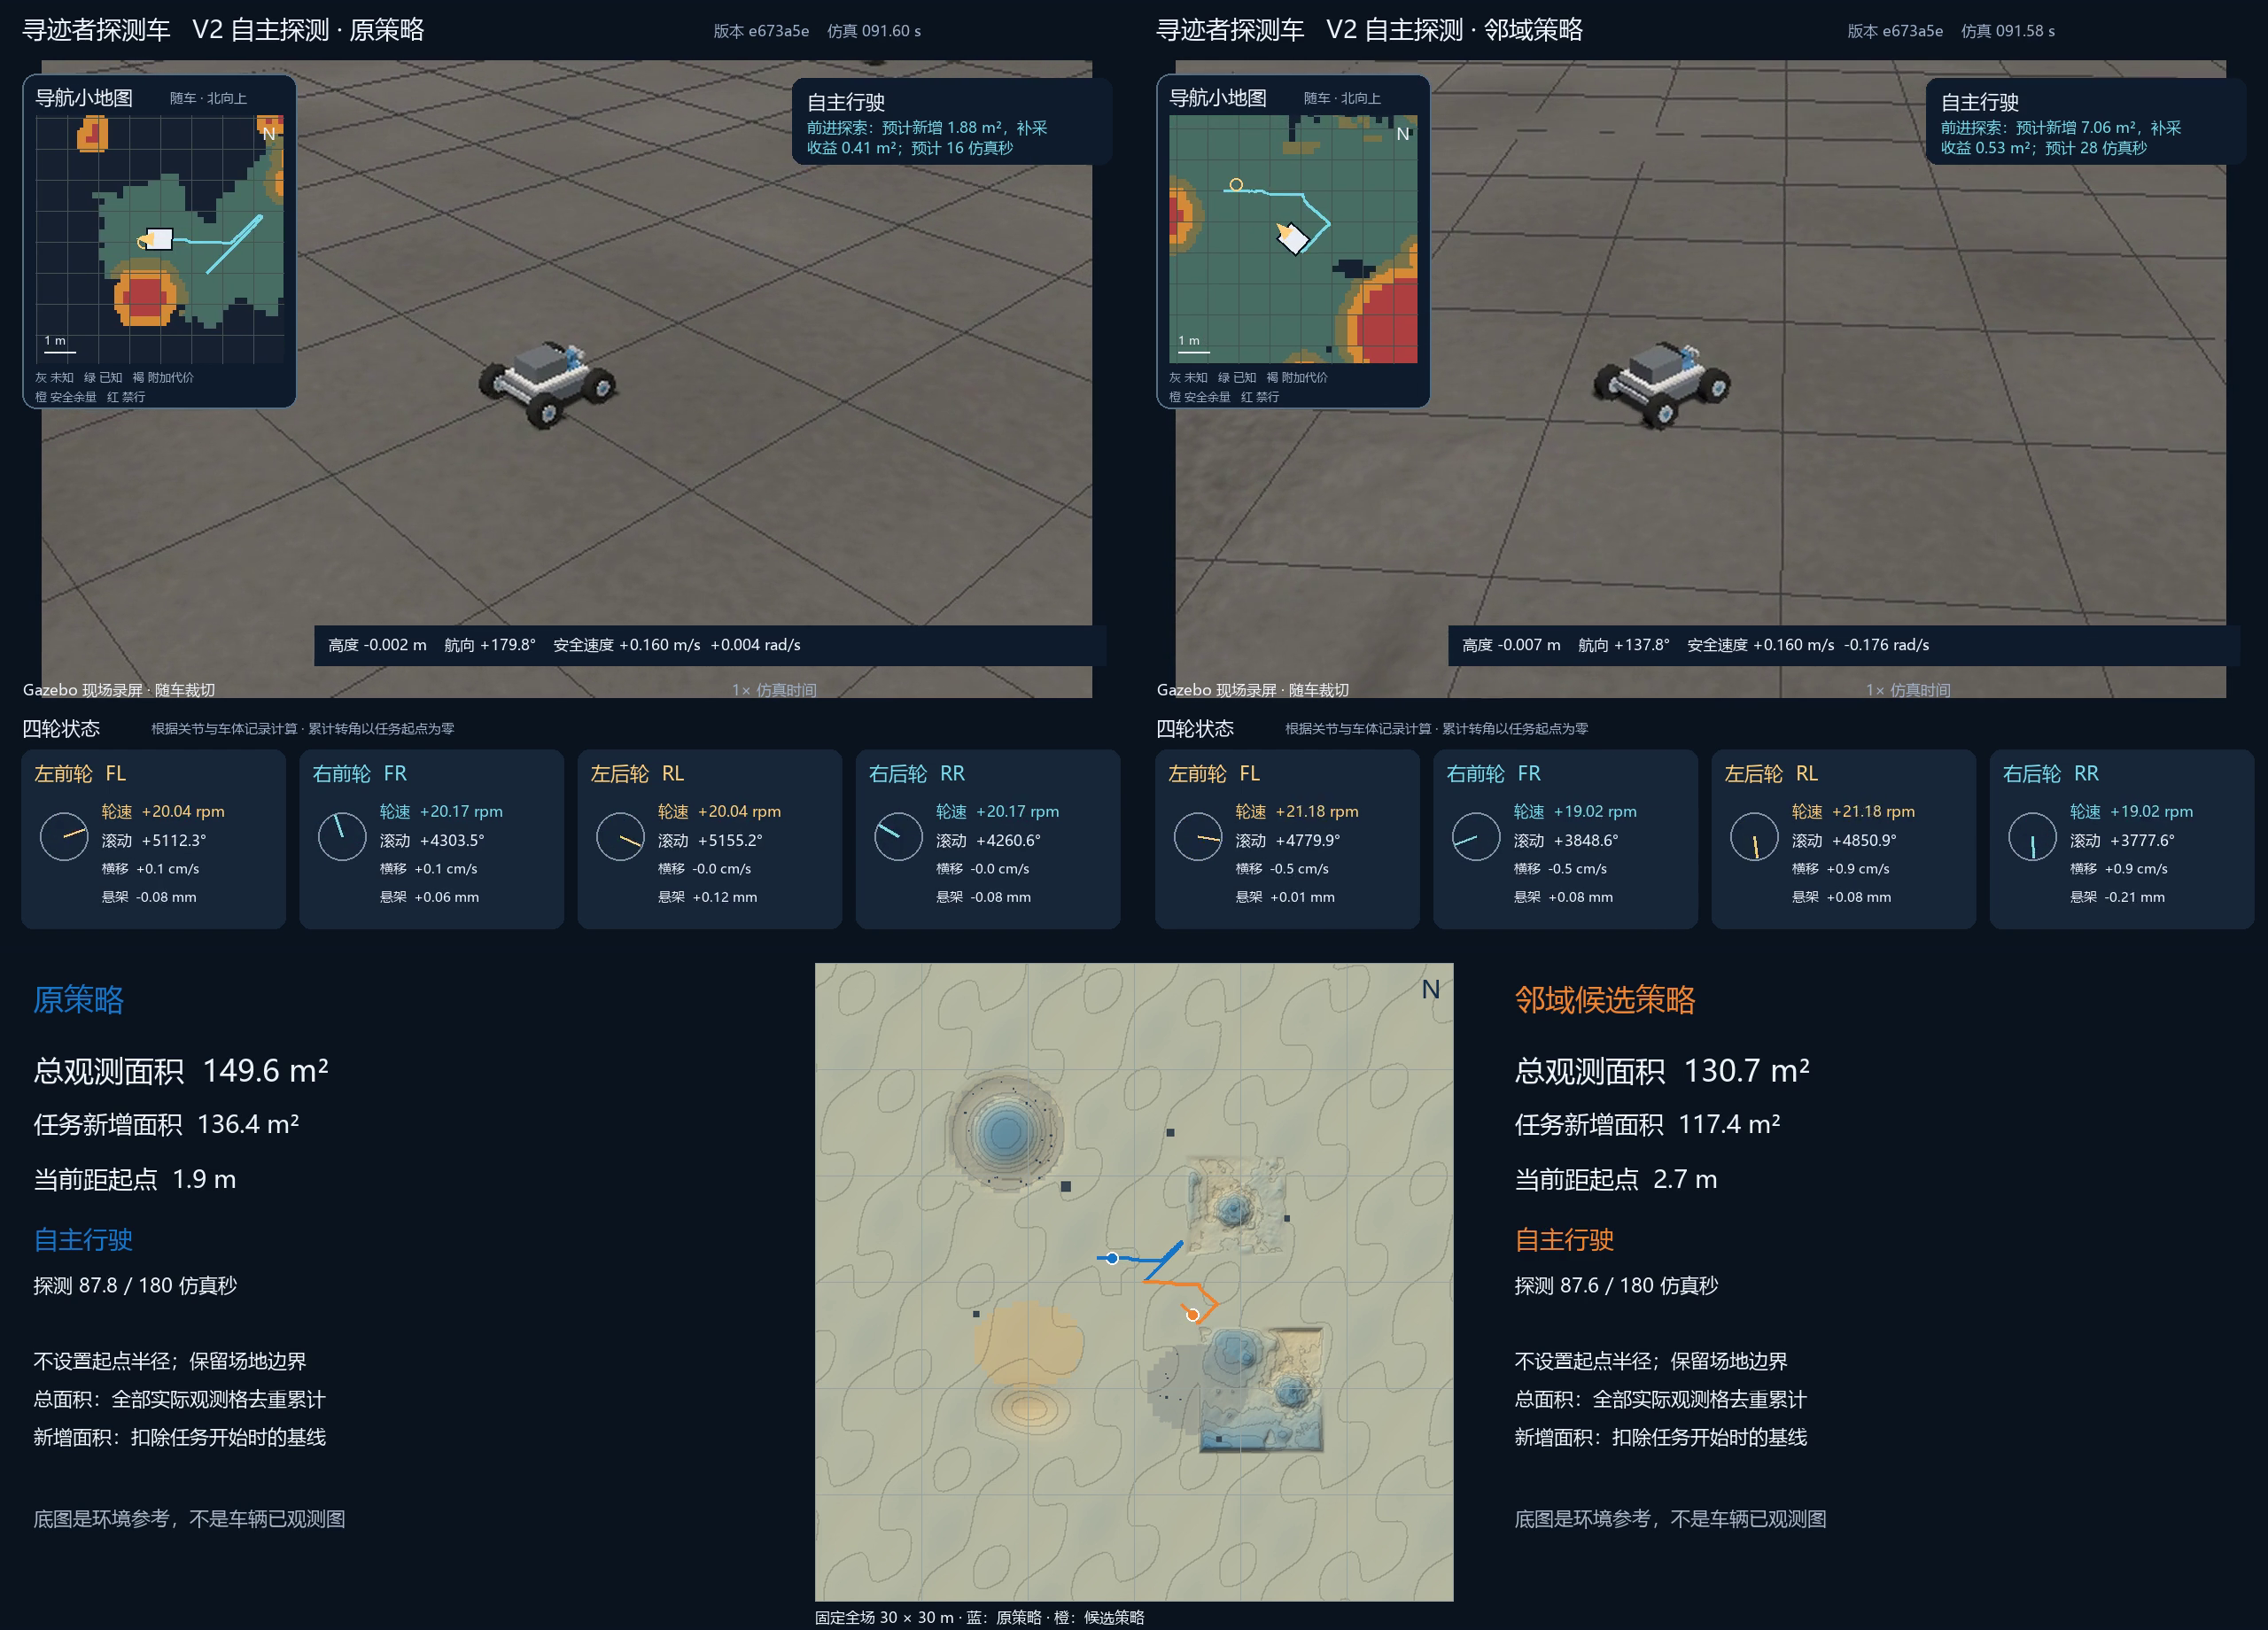 寻迹者探测车 V2 自主探测 · 原策略
版本 e673a5e 仿真 091.60 s
导航小地图 随车 · 北向上
N
1 m
灰 未知 绿 已知 褐 附加代价
橙 安全余量 红 禁行
自主行驶
前进探索：预计新增 1.88 m²，补采
收益 0.41 m²；预计 16 仿真秒
高度 -0.002 m 航向 +179.8° 安全速度 +0.160 m/s +0.004 rad/s
Gazebo 现场录屏 · 随车裁切
1× 仿真时间
四轮状态 根据关节与车体记录计算 · 累计转角以任务起点为零
左前轮 FL
轮速 +20.04 rpm
滚动 +5112.3°
横移 +0.1 cm/s
悬架 -0.08 mm
右前轮 FR
轮速 +20.17 rpm
滚动 +4303.5°
横移 +0.1 cm/s
悬架 +0.06 mm
左后轮 RL
轮速 +20.04 rpm
滚动 +5155.2°
横移 -0.0 cm/s
悬架 +0.12 mm
右后轮 RR
轮速 +20.17 rpm
滚动 +4260.6°
横移 -0.0 cm/s
悬架 -0.08 mm
寻迹者探测车 V2 自主探测 · 邻域策略
版本 e673a5e 仿真 091.58 s
导航小地图 随车 · 北向上
N
1 m
灰 未知 绿 已知 褐 附加代价
橙 安全余量 红 禁行
自主行驶
前进探索：预计新增 7.06 m²，补采
收益 0.53 m²；预计 28 仿真秒
高度 -0.007 m 航向 +137.8° 安全速度 +0.160 m/s -0.176 rad/s
Gazebo 现场录屏 · 随车裁切
1× 仿真时间
四轮状态 根据关节与车体记录计算 · 累计转角以任务起点为零
左前轮 FL
轮速 +21.18 rpm
滚动 +4779.9°
横移 -0.5 cm/s
悬架 +0.01 mm
右前轮 FR
轮速 +19.02 rpm
滚动 +3848.6°
横移 -0.5 cm/s
悬架 +0.08 mm
左后轮 RL
轮速 +21.18 rpm
滚动 +4850.9°
横移 +0.9 cm/s
悬架 +0.08 mm
右后轮 RR
轮速 +19.02 rpm
滚动 +3777.6°
横移 +0.9 cm/s
悬架 -0.21 mm
原策略
总观测面积 149.6 m²
任务新增面积 136.4 m²
当前距起点 1.9 m
自主行驶
探测 87.8 / 180 仿真秒
不设置起点半径；保留场地边界
总面积：全部实际观测格去重累计
新增面积：扣除任务开始时的基线
底图是环境参考，不是车辆已观测图
N
固定全场 30 × 30 m · 蓝：原策略 · 橙：候选策略
邻域候选策略
总观测面积 130.7 m²
任务新增面积 117.4 m²
当前距起点 2.7 m
自主行驶
探测 87.6 / 180 仿真秒
不设置起点半径；保留场地边界
总面积：全部实际观测格去重累计
新增面积：扣除任务开始时的基线
底图是环境参考，不是车辆已观测图